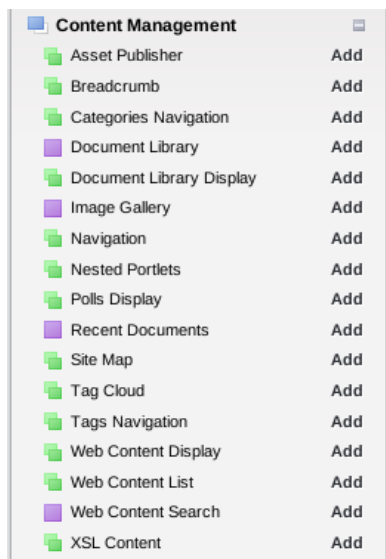 Content Management
Asset Publisher Add
Breadcrumb Add
Categories Navigation Add
Document Library Add
Document Library Display Add
Image Gallery Add
Navigation Add
Nested Portlets Add
Polls Display Add
Recent Documents Add
Site Map Add
Tag Cloud Add
Tags Navigation Add
Web Content Display Add
Web Content List Add
Web Content Search Add
XSL Content Add